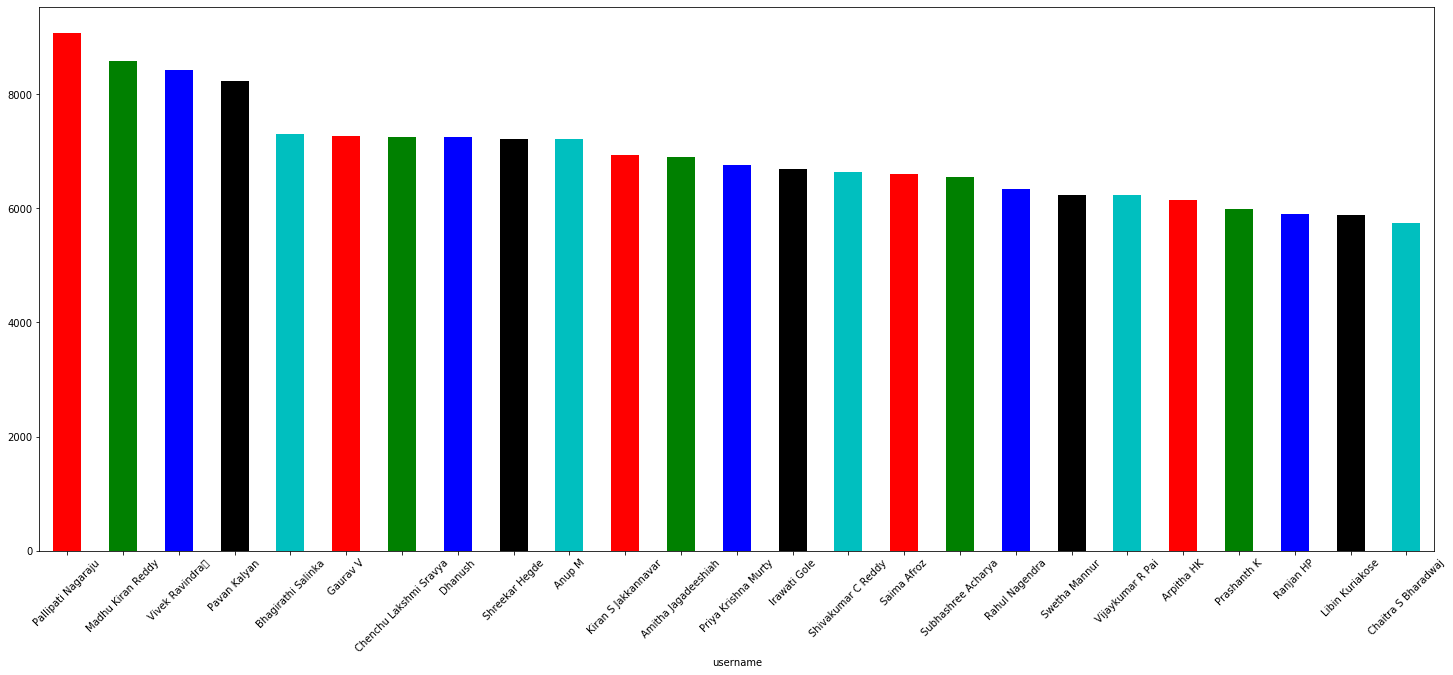 8000
6000
4000
2000
0
Pallipati Nagaraju
Madhu Kiran Reddy
Vivek Ravindra▯
Pavan Kalyan
Bhagirathi Salinka
Gaurav V
Chenchu Lakshmi Sravya
Dhanush
Shreekar Hegde
Anup M
Kiran S Jakkannavar
Amitha Jagadeeshiah
Priya Krishna Murty
Irawati Gole
Shivakumar C Reddy
Saima Afroz
Subhashree Acharya
Rahul Nagendra
Swetha Mannur
Vijaykumar R Pai
Arpitha HK
Prashanth K
Ranjan HP
Libin Kuriakose
Chaitra S Bharadwaj
username